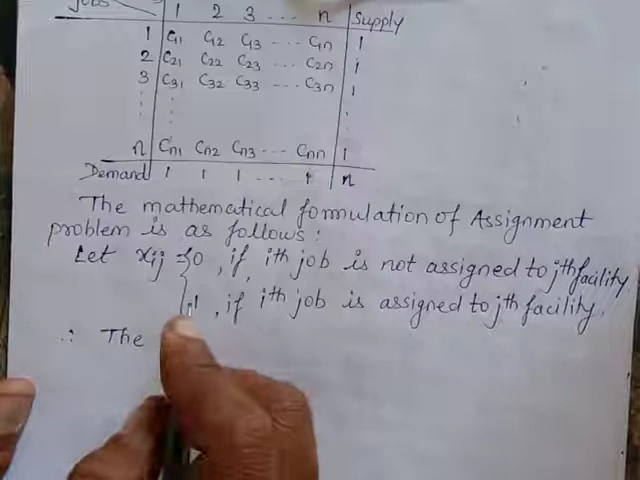 Jobs 1 2 3 .... n Supply
1 C11 C12 C13 --- C1n 1
2 C21 C22 C23 ---- C2n 1
3 C31 C32 C33 ---- C3n 1
n Cn1 Cn2 Cn3 ---- Cnn 1
Demand 1 1 1 .... 1 n
The mathematical formulation of Assignment
problem is as follows:
Let xij = {0, if ith job is not assigned to jth facility
1, if ith job is assigned to jth facility.
∴ The